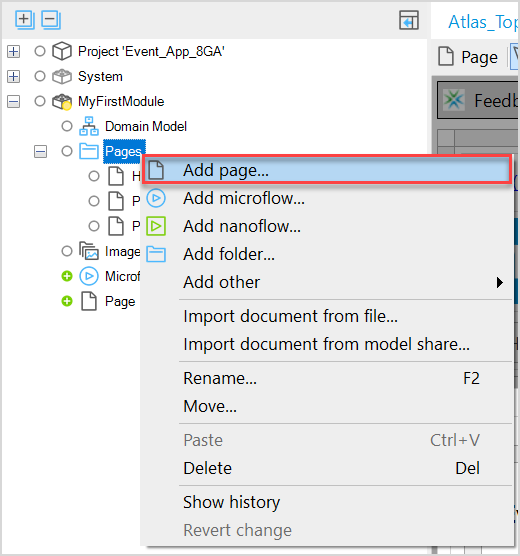 Atlas_Top
Project 'Event_App_8GA'
Page
System
MyFirstModule
Feedb
Domain Model
Pages
Add page...
H
Add microflow...
P
Add nanoflow...
P
Add folder...
Image
Microf
Add other
Page
Import document from file...
Import document from model share...
Rename... F2
Move...
Paste Ctrl+V
Delete Del
Show history
Revert change